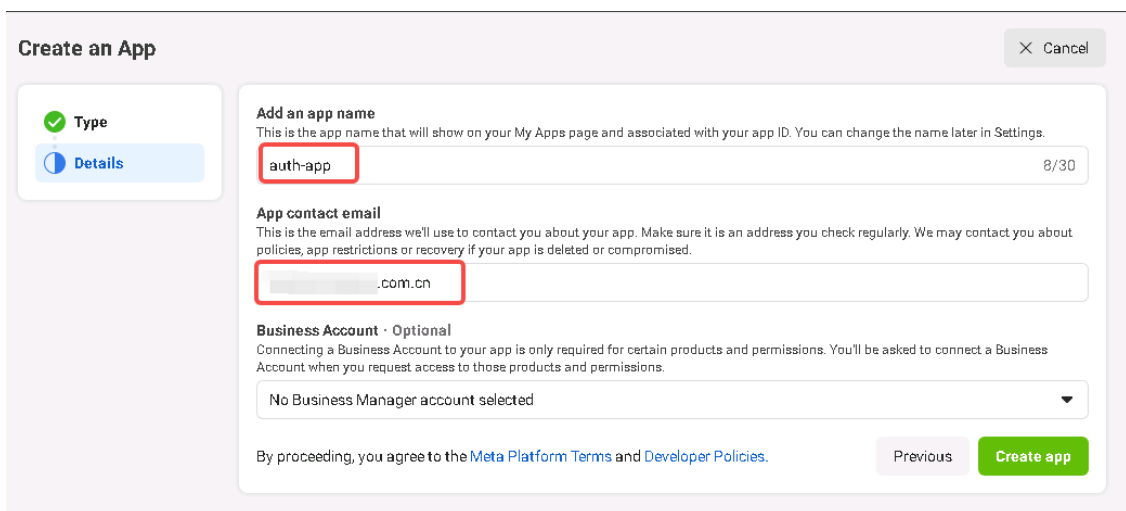 Create an App
Cancel
Type
Details
Add an app name
This is the app name that will show on your My Apps page and associated with your app ID. You can change the name later in Settings.
auth-app
8/30
App contact email
This is the email address we'll use to contact you about your app. Make sure it is an address you check regularly. We may contact you about
policies, app restrictions or recovery if your app is deleted or compromised.
.com.cn
Business Account · Optional
Connecting a Business Account to your app is only required for certain products and permissions. You'll be asked to connect a Business
Account when you request access to those products and permissions.
No Business Manager account selected
By proceeding, you agree to the Meta Platform Terms and Developer Policies.
Previous
Create app